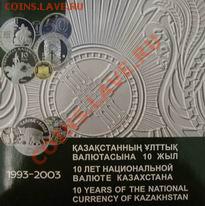 COINS.LAVE.RU
1993-2003
ҚАЗАҚСТАННЫҢ ҰЛТТЫҚ
ВАЛЮТАСЫНА 10 ЖЫЛ
10 ЛЕТ НАЦИОНАЛЬНОЙ
ВАЛЮТЕ КАЗАХСТАНА
10 YEARS OF THE NATIONAL
CURRENCY OF KAZAKHSTAN